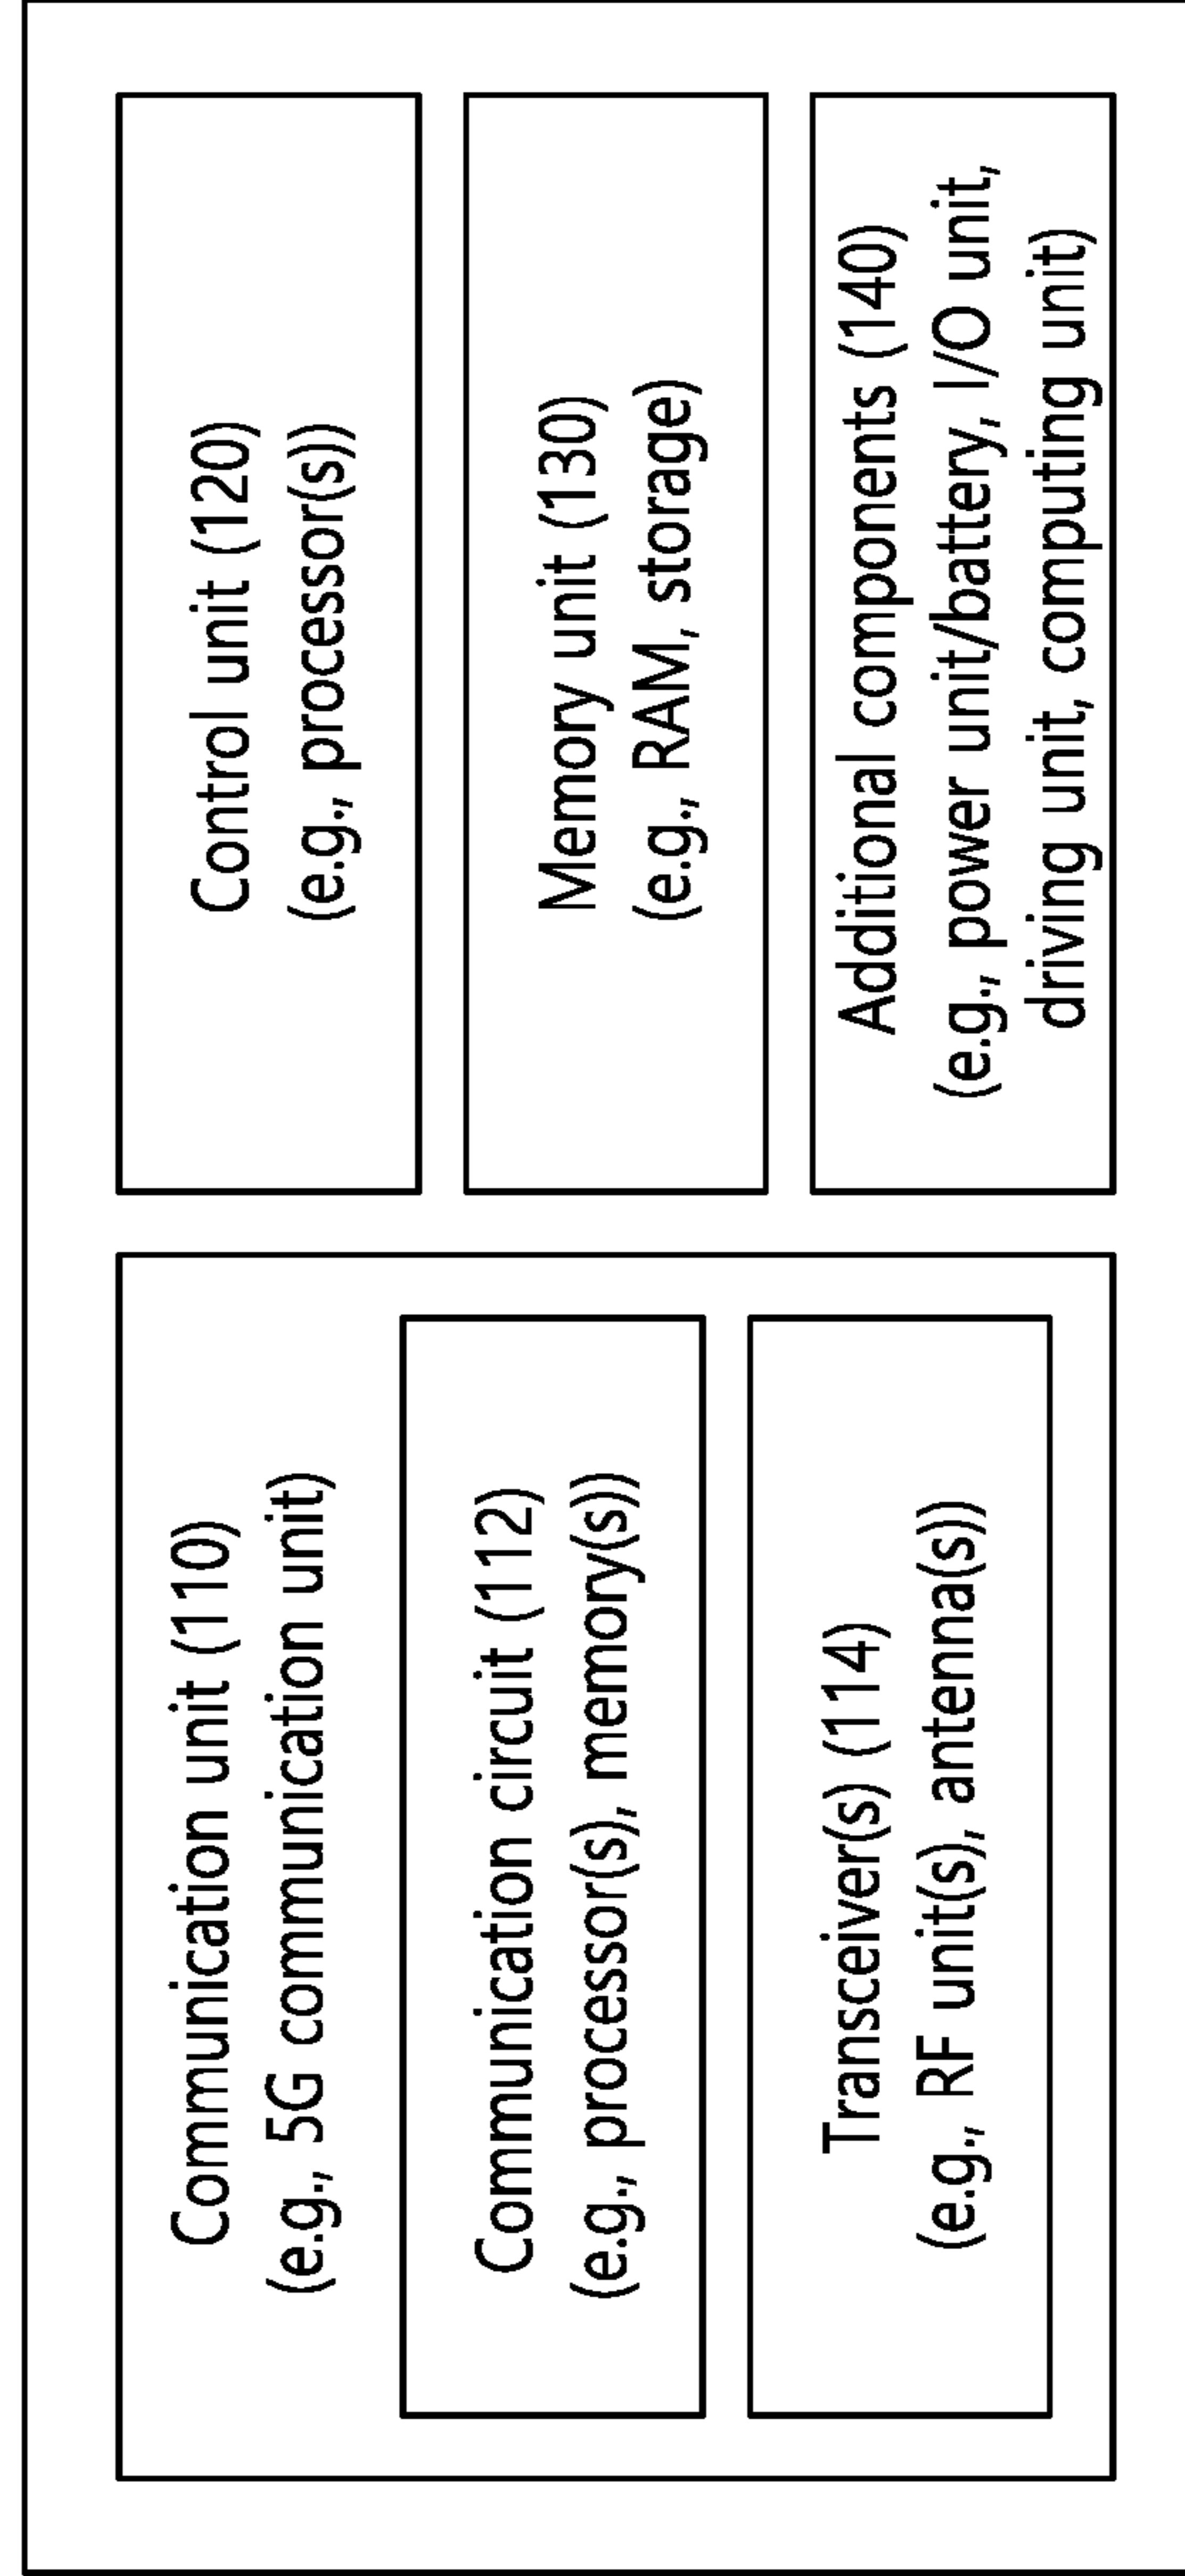 Communication unit (110)
(e.g., 5G communication unit)
Communication circuit (112)
(e.g., processor(s), memory(s))
Transceiver(s) (114)
(e.g., RF unit(s), antenna(s))
Control unit (120)
(e.g., processor(s))
Memory unit (130)
(e.g., RAM, storage)
Additional components (140)
(e.g., power unit/battery, I/O unit,
driving unit, computing unit)